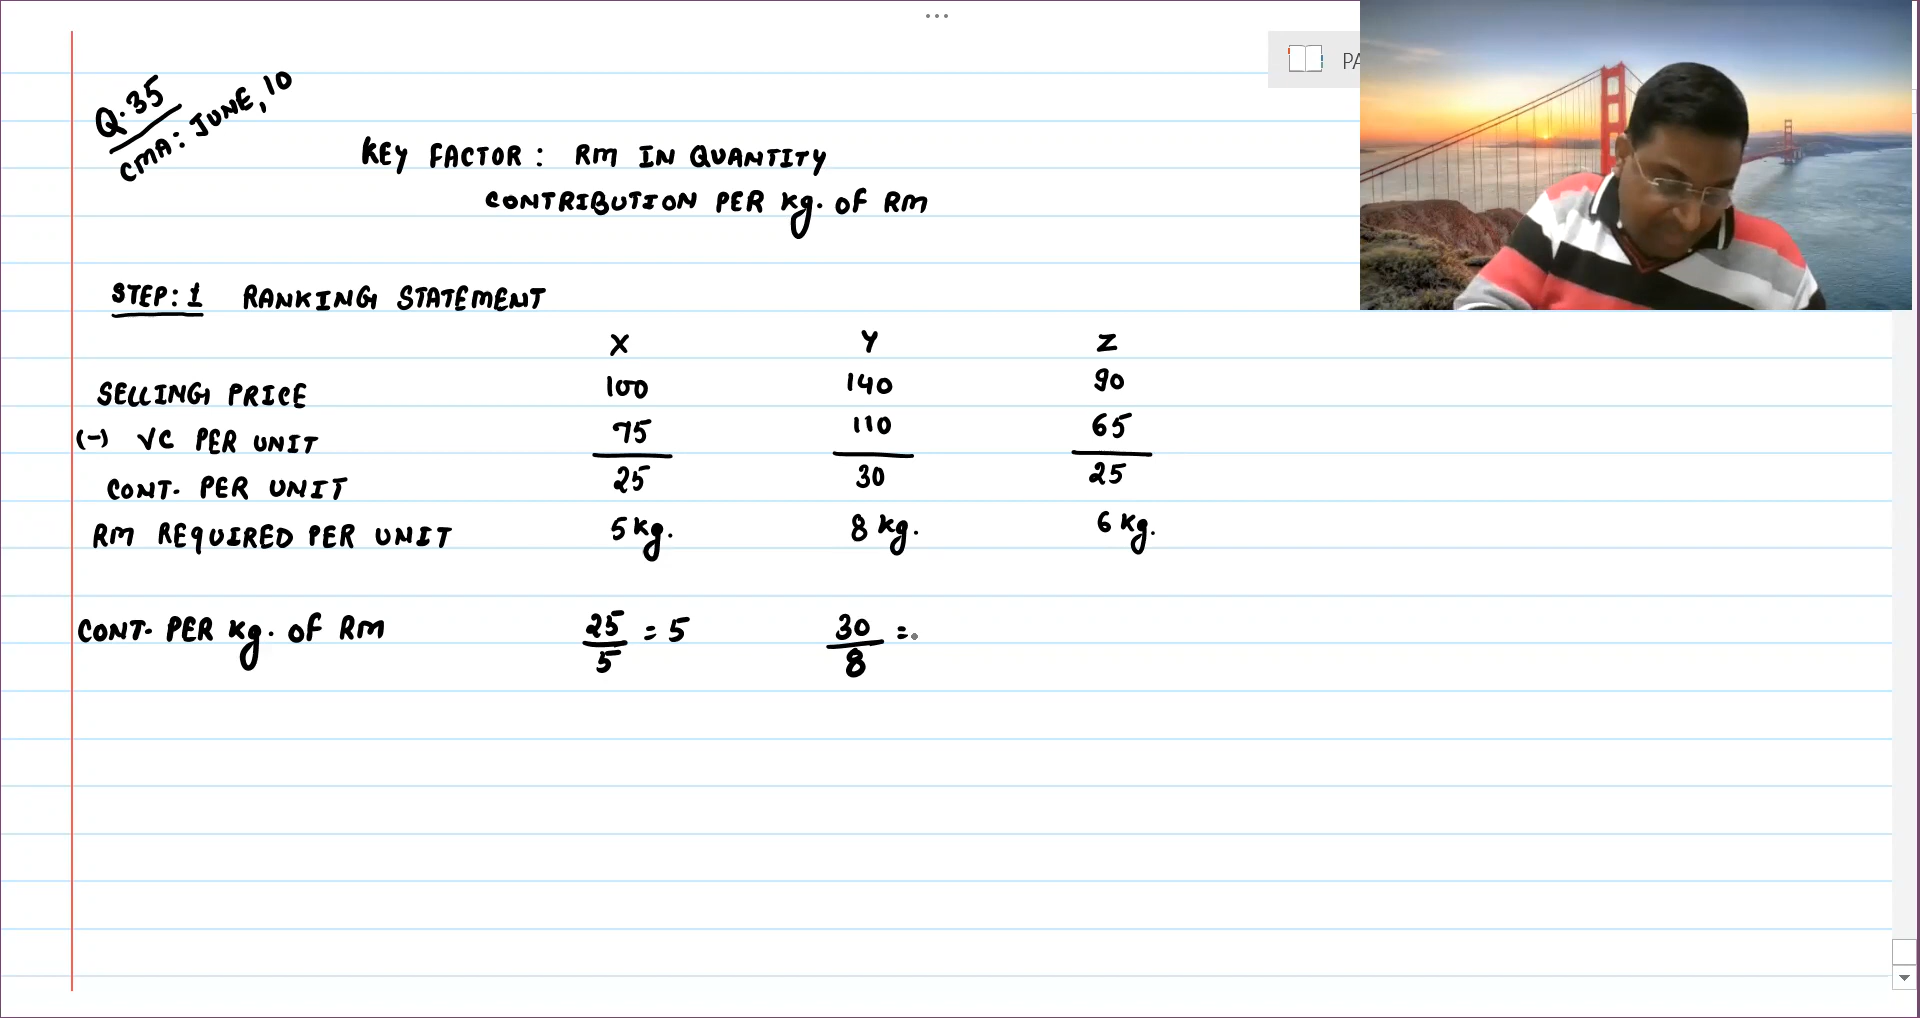 Q.35
CMA: JUNE, 10
KEY FACTOR: RM IN QUANTITY
CONTRIBUTION PER kg. OF RM
STEP: 1 RANKING STATEMENT
X Y Z
SELLING PRICE 100 140 90
(-) VC PER UNIT 75 110 65
CONT. PER UNIT 25 30 25
RM REQUIRED PER UNIT 5 kg. 8 kg. 6 kg.
CONT. PER kg. OF RM 25/5 = 5 30/8 =
PA